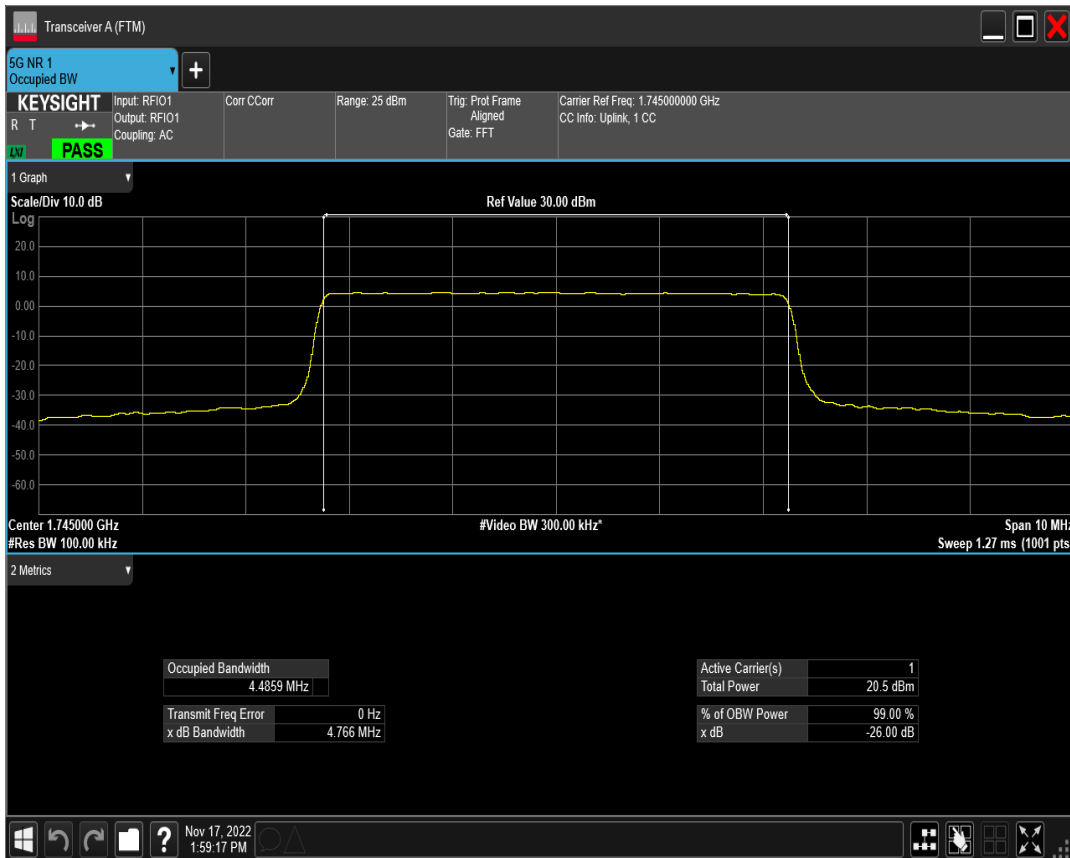 Transceiver A (FTM)
5G NR 1
Occupied BW
+
KEYSIGHT
R T
LXI
PASS
Input: RFIO1
Output: RFIO1
Coupling: AC
Corr CCorr
Range: 25 dBm
Trig: Prot Frame
Aligned
Gate: FFT
Carrier Ref Freq: 1.745000000 GHz
CC Info: Uplink, 1 CC
1 Graph
Scale/Div 10.0 dB
Ref Value 30.00 dBm
Log
20.0
10.0
0.00
-10.0
-20.0
-30.0
-40.0
-50.0
-60.0
Center 1.745000 GHz
#Video BW 300.00 kHz*
Span 10 MHz
#Res BW 100.00 kHz
Sweep 1.27 ms (1001 pts
2 Metrics
Occupied Bandwidth
4.4859 MHz
Transmit Freq Error 0 Hz
x dB Bandwidth 4.766 MHz
Active Carrier(s) 1
Total Power 20.5 dBm
% of OBW Power 99.00 %
x dB -26.00 dB
?
Nov 17, 2022
1:59:17 PM